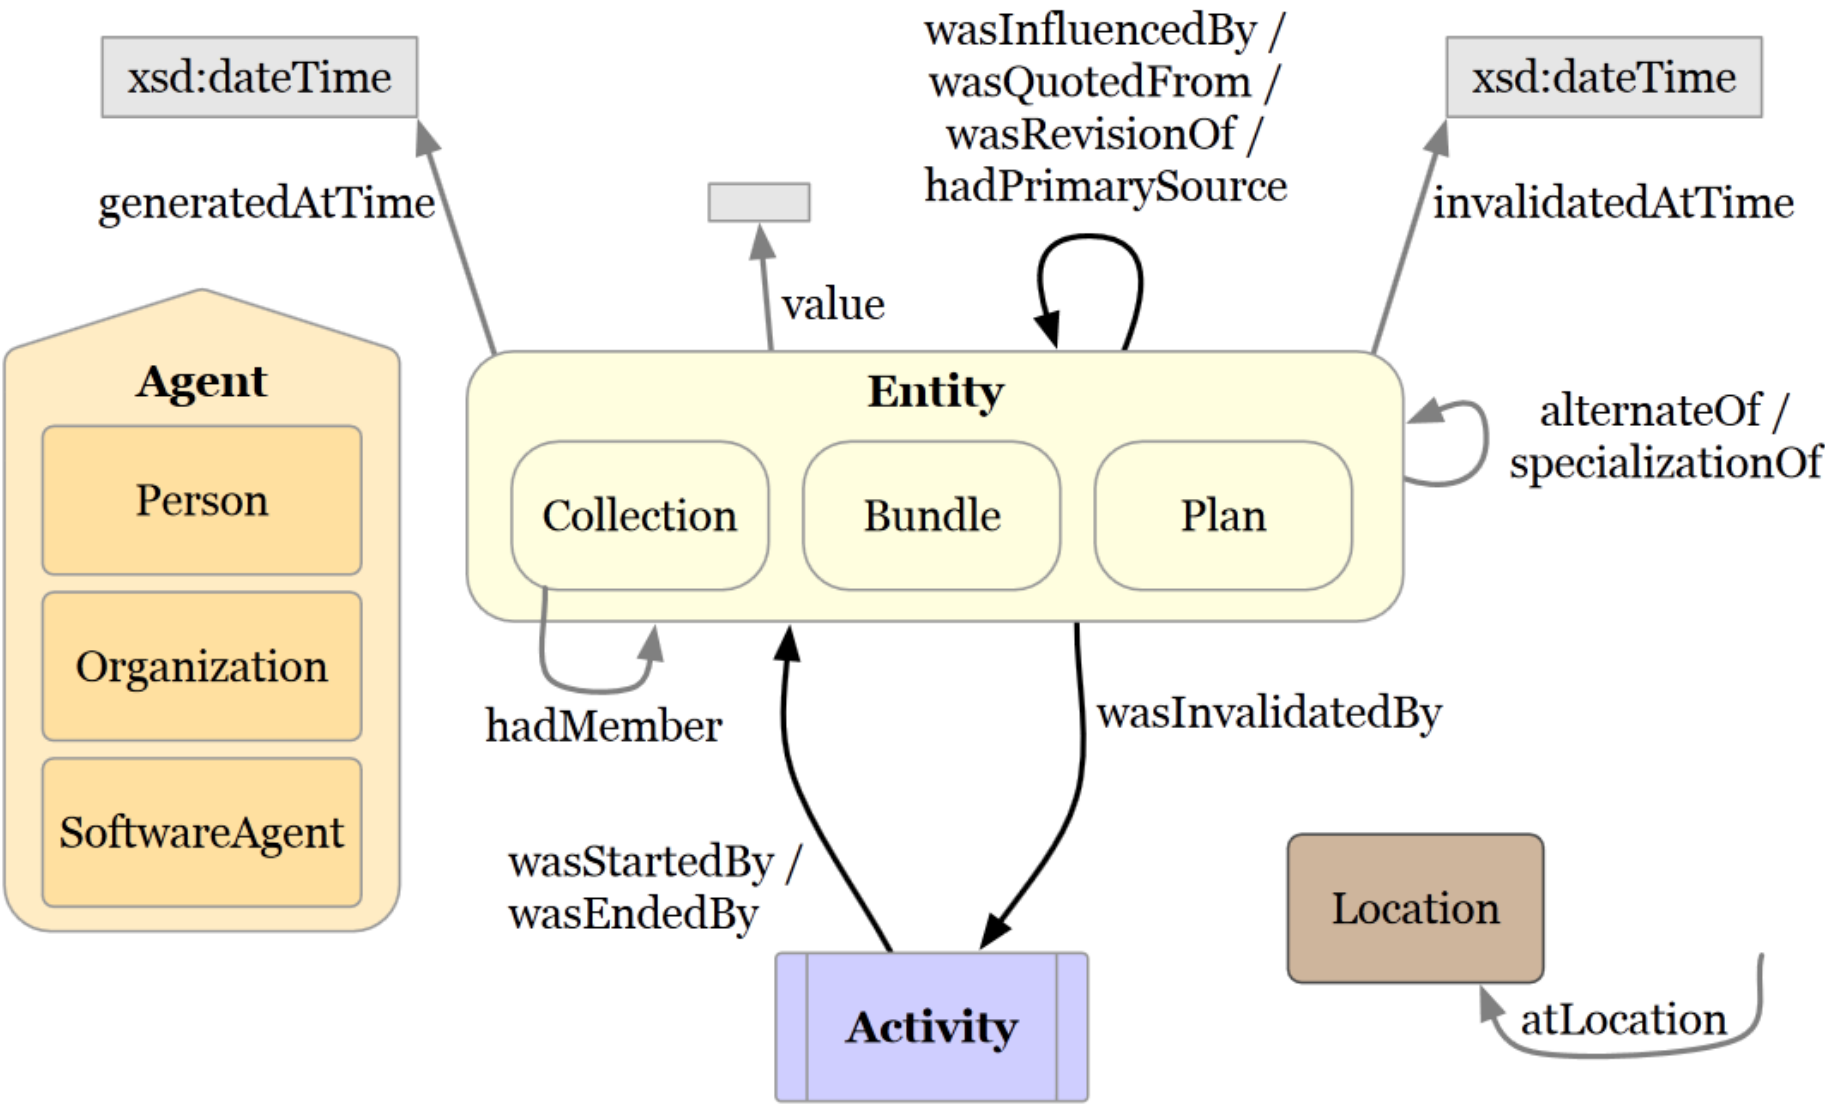 wasInfluencedBy /
wasQuotedFrom /
wasRevisionOf /
hadPrimarySource
xsd:dateTime
xsd:dateTime
generatedAtTime
invalidatedAtTime
value
Agent
Person
Organization
SoftwareAgent
Entity
Collection
Bundle
Plan
alternateOf /
specializationOf
hadMember
wasInvalidatedBy
wasStartedBy /
wasEndedBy
Activity
Location
atLocation